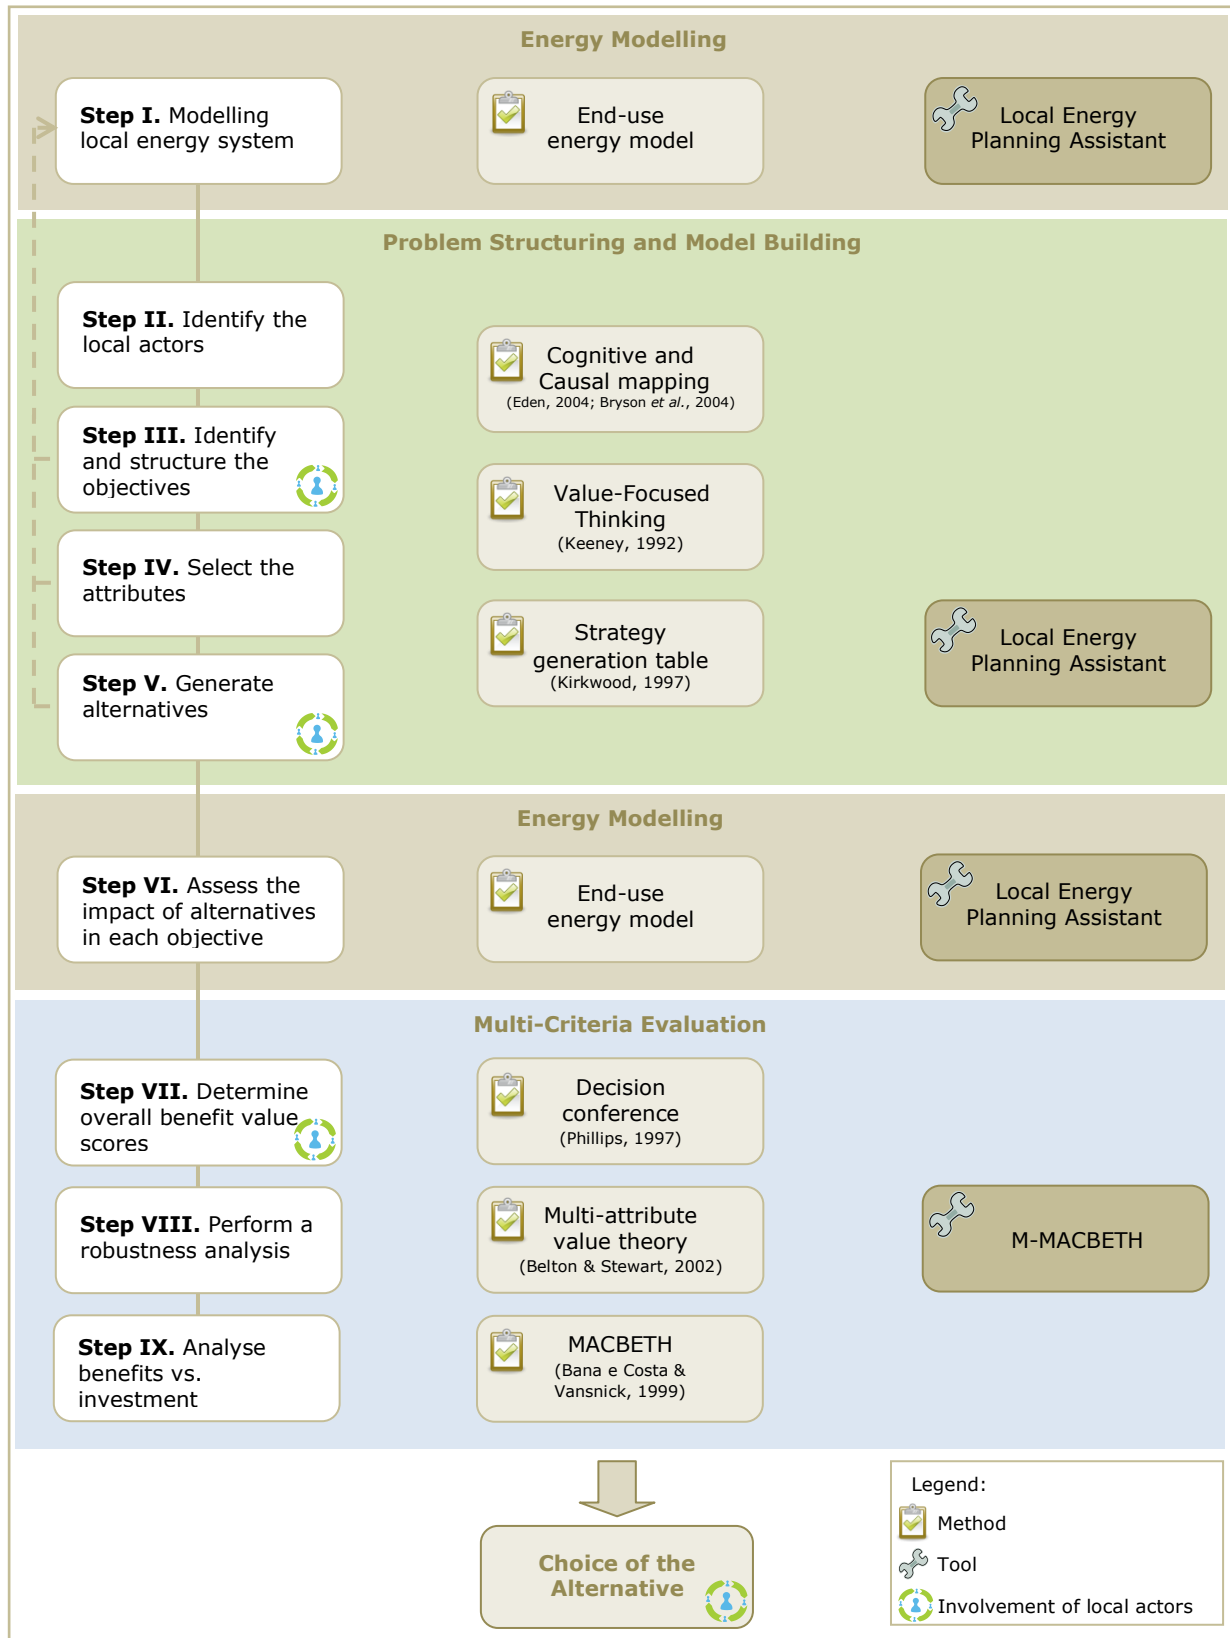 Energy Modelling
Step I. Modelling
local energy system
End-use
energy model
Local Energy
Planning Assistant
Problem Structuring and Model Building
Step II. Identify the
local actors
Step III. Identify
and structure the
objectives
Step IV. Select the
attributes
Step V. Generate
alternatives
Cognitive and
Causal mapping
(Eden, 2004; Bryson et al., 2004)
Value-Focused
Thinking
(Keeney, 1992)
Strategy
generation table
(Kirkwood, 1997)
Local Energy
Planning Assistant
Energy Modelling
Step VI. Assess the
impact of alternatives
in each objective
End-use
energy model
Local Energy
Planning Assistant
Multi-Criteria Evaluation
Step VII. Determine
overall benefit value
scores
Step VIII. Perform a
robustness analysis
Step IX. Analyse
benefits vs.
investment
Decision
conference
(Phillips, 1997)
Multi-attribute
value theory
(Belton & Stewart, 2002)
MACBETH
(Bana e Costa &
Vansnick, 1999)
M-MACBETH
Choice of the
Alternative
Legend:
Method
Tool
Involvement of local actors